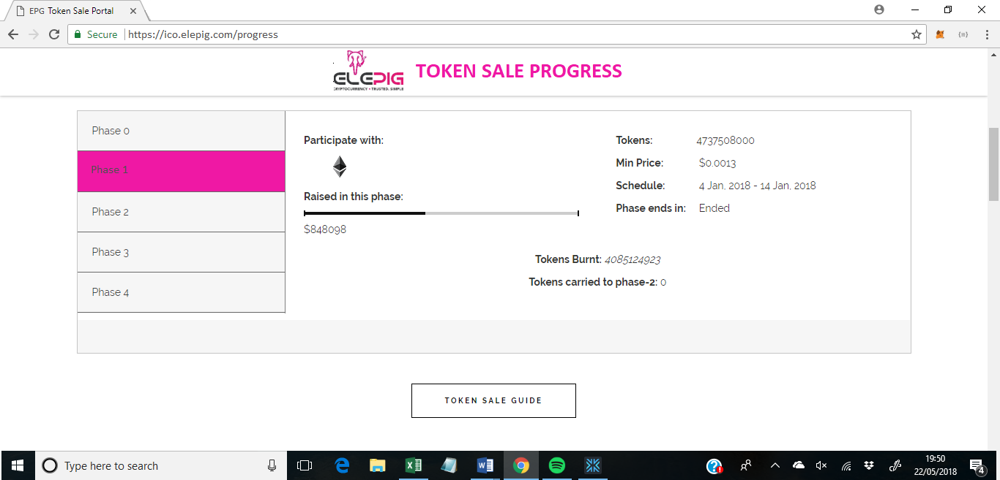 EPG Token Sale Portal
Secure https://ico.elepig.com/progress
ELEPIG
CRYPTOCURRENCY • TRUSTED. SIMPLE
TOKEN SALE PROGRESS
Phase 0
Phase 1
Phase 2
Phase 3
Phase 4
Participate with:
Raised in this phase:
$848098
Tokens: 4737508000
Min Price: $0.0013
Schedule: 4 Jan, 2018 - 14 Jan, 2018
Phase ends in: Ended
Tokens Burnt: 4085124923
Tokens carried to phase-2: 0
TOKEN SALE GUIDE
Type here to search
19:50
22/05/2018
4